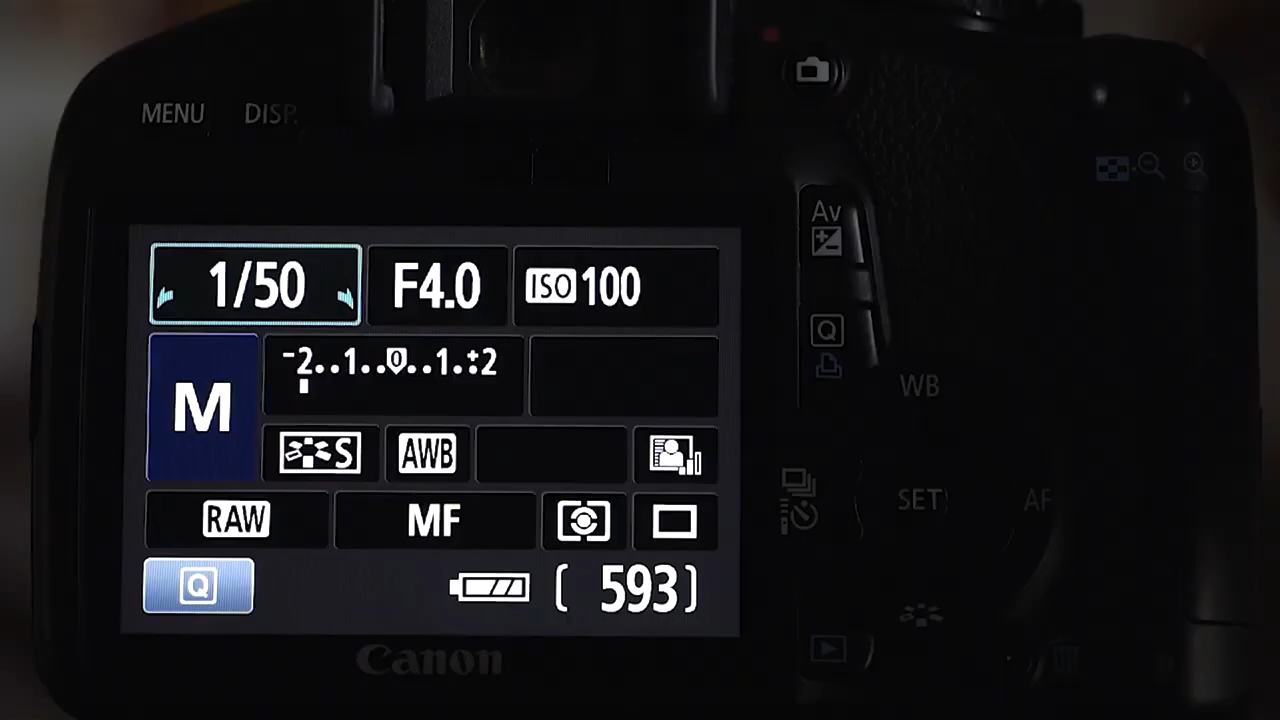 MENU DISP.
Av
1/50 F4.0 ISO 100
Q
M -2..1..0..1.:+2
WB
S AWB
SET AF
RAW MF
Q [ 593]
Canon